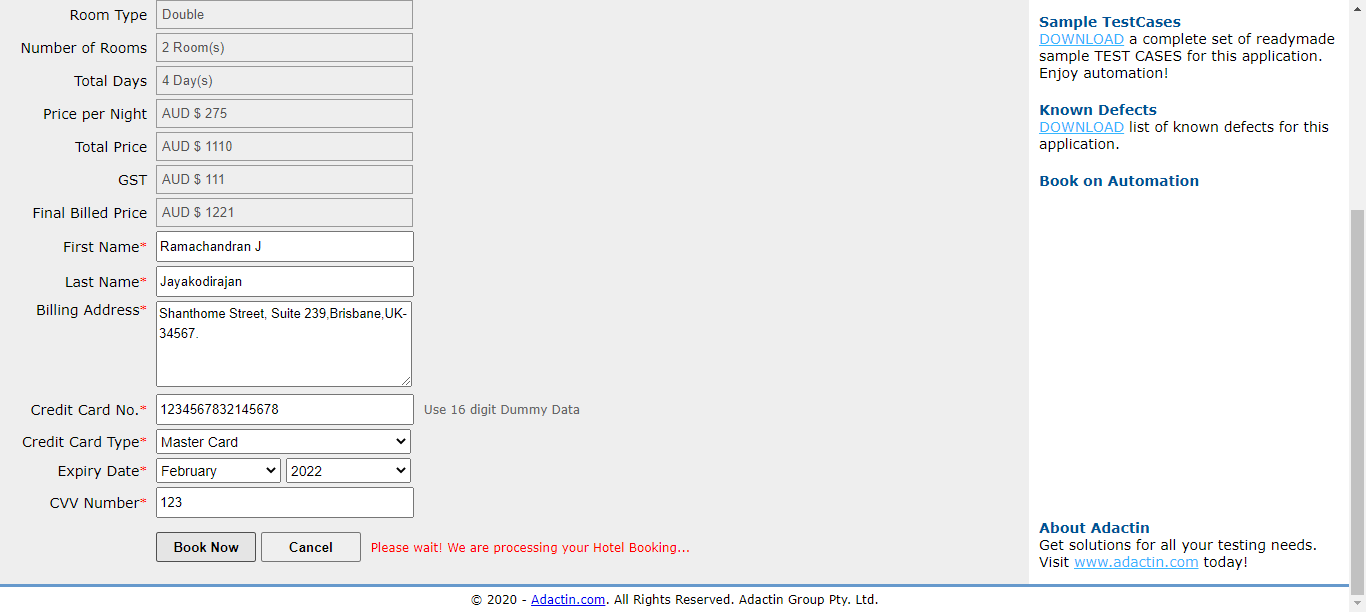 Room Type Double
Number of Rooms 2 Room(s)
Total Days 4 Day(s)
Price per Night AUD $ 275
Total Price AUD $ 1110
GST AUD $ 111
Final Billed Price AUD $ 1221
First Name* Ramachandran J
Last Name* Jayakodirajan
Billing Address* Shanthome Street, Suite 239,Brisbane,UK-
34567.
Credit Card No.* 1234567832145678 Use 16 digit Dummy Data
Credit Card Type* Master Card
Expiry Date* February 2022
CVV Number* 123
Book Now Cancel Please wait! We are processing your Hotel Booking...
Sample TestCases
DOWNLOAD a complete set of readymade
sample TEST CASES for this application.
Enjoy automation!
Known Defects
DOWNLOAD list of known defects for this
application.
Book on Automation
About Adactin
Get solutions for all your testing needs.
Visit www.adactin.com today!
© 2020 - Adactin.com. All Rights Reserved. Adactin Group Pty. Ltd.